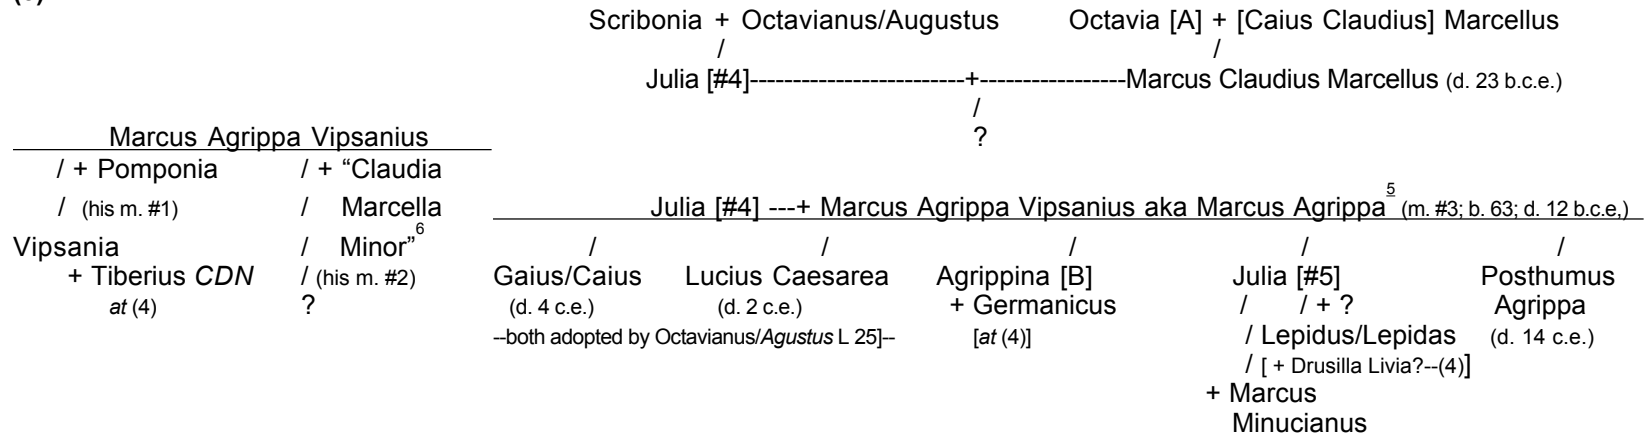 Scribonia + Octavianus/Augustus Octavia [A] + [Caius Claudius] Marcellus
/ /
Julia [#4]-------------------------+-----------------Marcus Claudius Marcellus (d. 23 b.c.e.)
/
Marcus Agrippa Vipsanius ?
/ + Pomponia / + “Claudia
/ (his m. #1) / Marcella Julia [#4] ---+ Marcus Agrippa Vipsanius aka Marcus Agrippa5 (m. #3; b. 63; d. 12 b.c.e,)
Vipsania / Minor”6 / / / / /
+ Tiberius CDN / (his m. #2) Gaius/Caius Lucius Caesarea Agrippina [B] Julia [#5] Posthumus
at (4) ? (d. 4 c.e.) (d. 2 c.e.) + Germanicus / / + ? Agrippa
--both adopted by Octavianus/Agustus L 25]-- [at (4)] / Lepidus/Lepidas (d. 14 c.e.)
/ [ + Drusilla Livia?--(4)]
+ Marcus
Minucianus